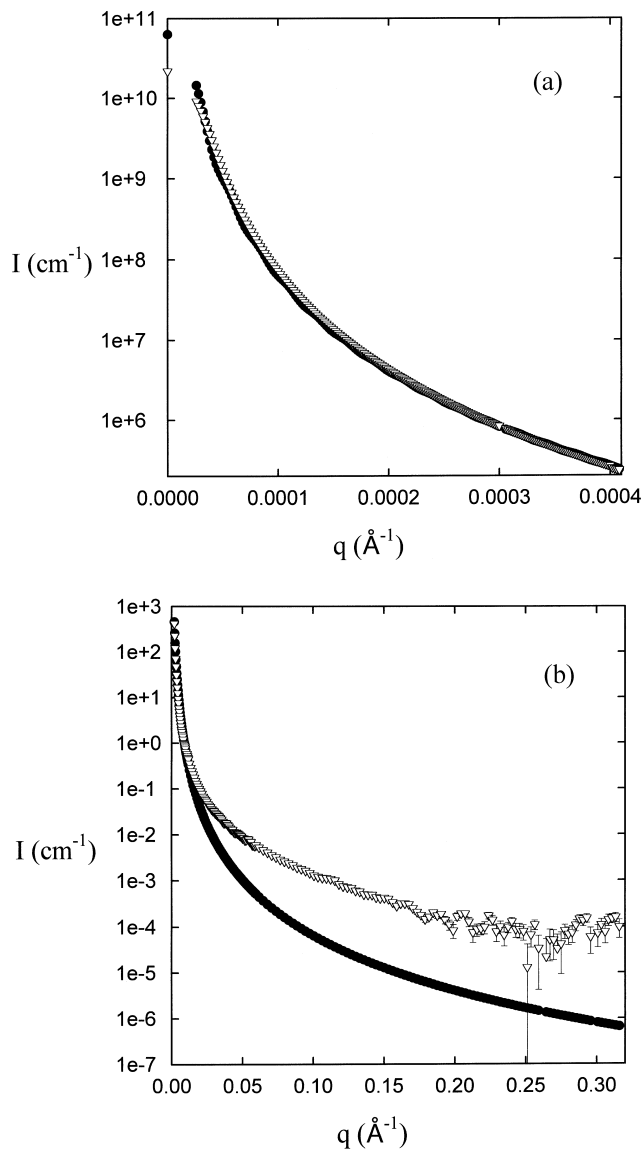 1e+11
(a)
1e+10
1e+9
I (cm⁻¹)
1e+8
1e+7
1e+6
0.0000 0.0001 0.0002 0.0003 0.0004
q (Å⁻¹)
1e+3
1e+2
(b)
1e+1
1e+0
1e-1
I (cm⁻¹)
1e-2
1e-3
1e-4
1e-5
1e-6
1e-7
0.00 0.05 0.10 0.15 0.20 0.25 0.30
q (Å⁻¹)